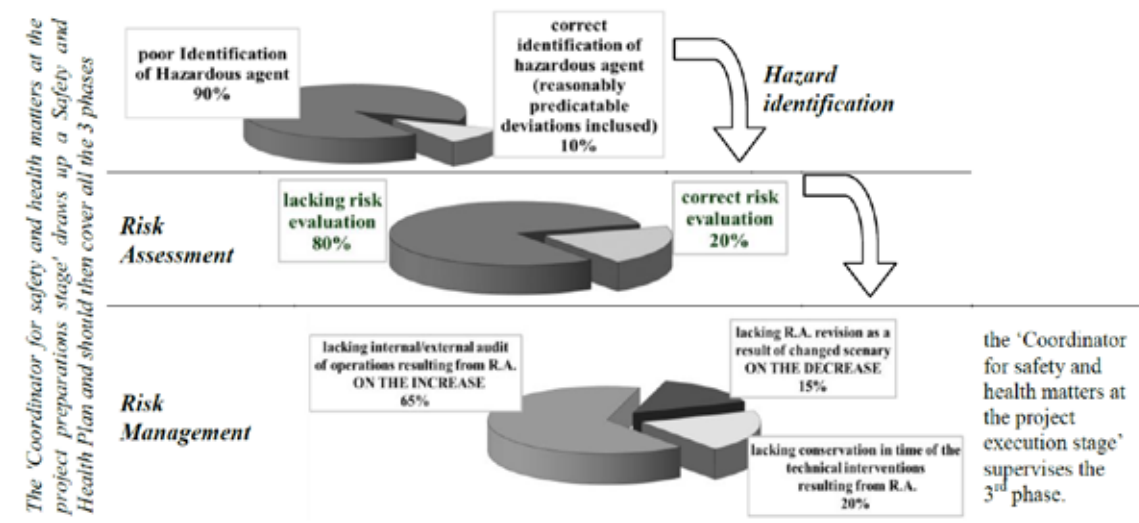 The 'Coordinator for safety and health matters at the
project preparations stage' draws up a Safety and
Health Plan and should then cover all the 3 phases
poor Identification
of Hazardous agent
90%
correct
identification of
hazardous agent
(reasonably
predicatable
deviations inclused)
10%
Hazard
identification
Risk
Assessment
lacking risk
evaluation
80%
correct risk
evaluation
20%
Risk
Management
lacking internal/external audit
of operations resulting from R.A.
ON THE INCREASE
65%
lacking R.A. revision as a
result of changed scenary
ON THE DECREASE
15%
lacking conservation in time of the
technical interventions
resulting from R.A.
20%
the 'Coordinator
for safety and
health matters at
the project
execution stage'
supervises the
3rd phase.